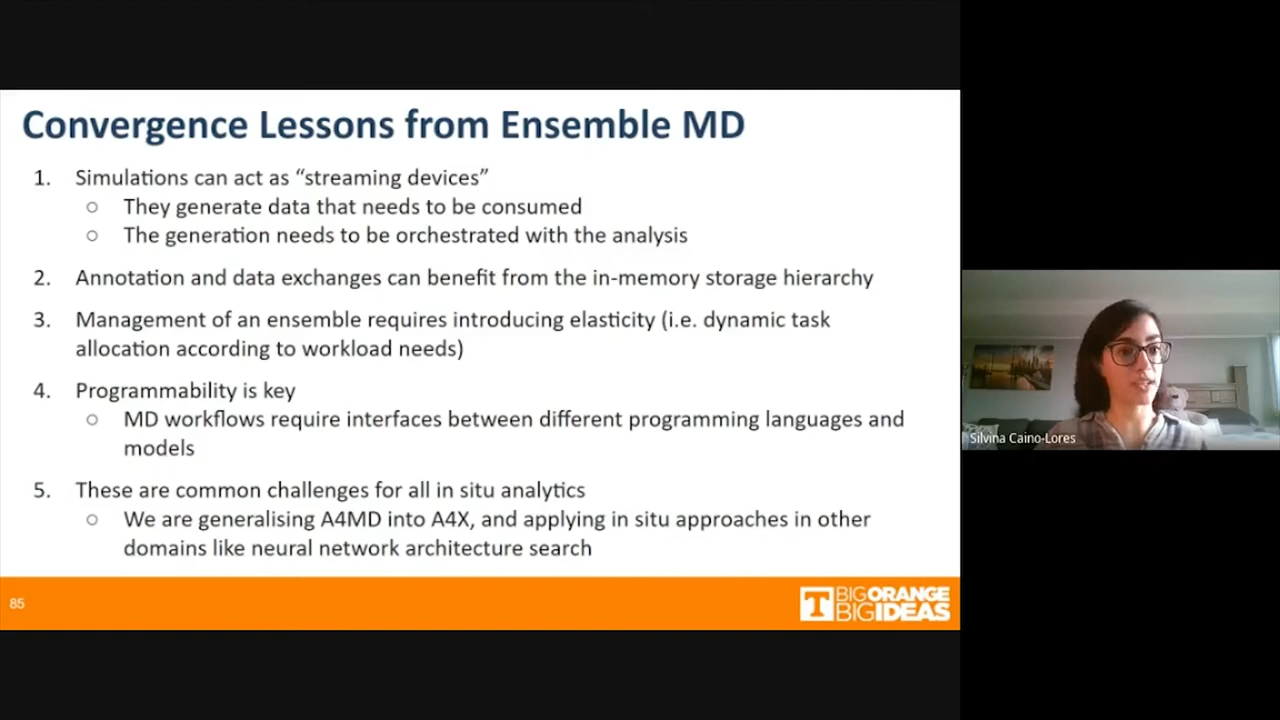 Convergence Lessons from Ensemble MD
1. Simulations can act as “streaming devices”
○ They generate data that needs to be consumed
○ The generation needs to be orchestrated with the analysis
2. Annotation and data exchanges can benefit from the in-memory storage hierarchy
3. Management of an ensemble requires introducing elasticity (i.e. dynamic task
allocation according to workload needs)
4. Programmability is key
○ MD workflows require interfaces between different programming languages and
models
5. These are common challenges for all in situ analytics
○ We are generalising A4MD into A4X, and applying in situ approaches in other
domains like neural network architecture search
85
T BIG ORANGE
BIG IDEAS
Silvina Caino-Lores